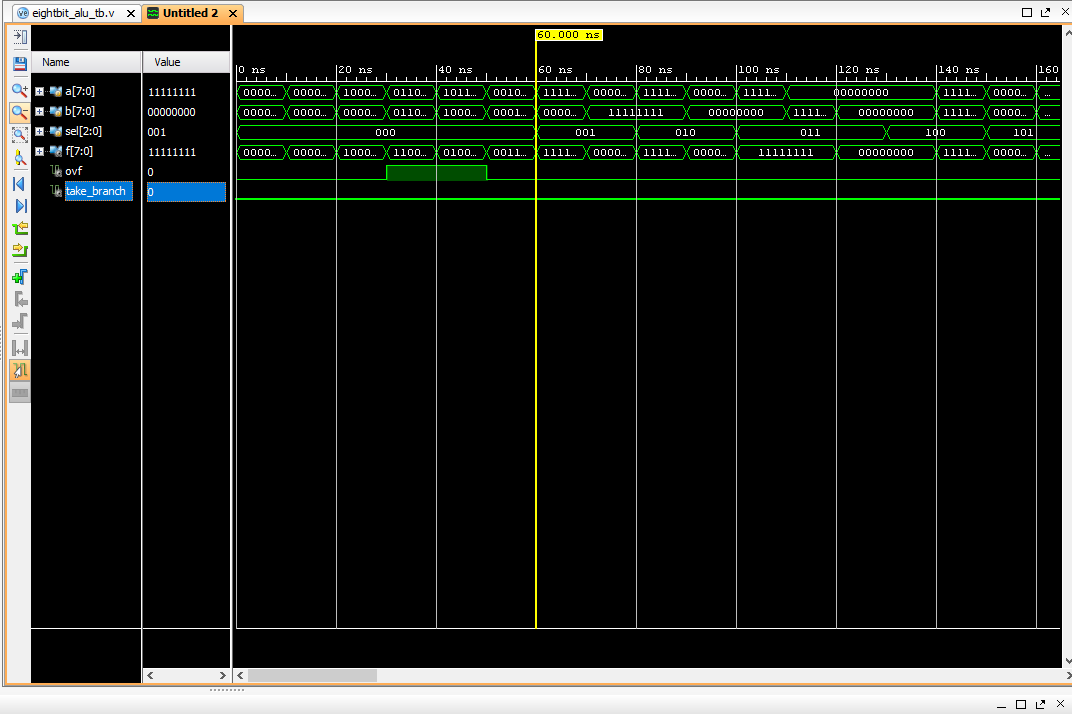 eightbit_alu_tb.v Untitled 2
60.000 ns
Name Value
0 ns 20 ns 40 ns 60 ns 80 ns 100 ns 120 ns 140 ns 160
a[7:0] 11111111 0000... 0000... 1000... 0110... 1011... 0010... 1111... 0000... 1111... 0000... 1111... 00000000 1111... 0000... ...
b[7:0] 00000000 0000... 0000... 0000... 0110... 1000... 0001... 0000... 11111111 00000000 1111... 00000000 1111... 0000... ...
sel[2:0] 001 000 001 010 011 100 101
f[7:0] 11111111 0000... 0000... 1000... 1100... 0100... 0011... 1111... 0000... 1111... 0000... 11111111 00000000 1111... 0000... ...
ovf 0
take_branch 0